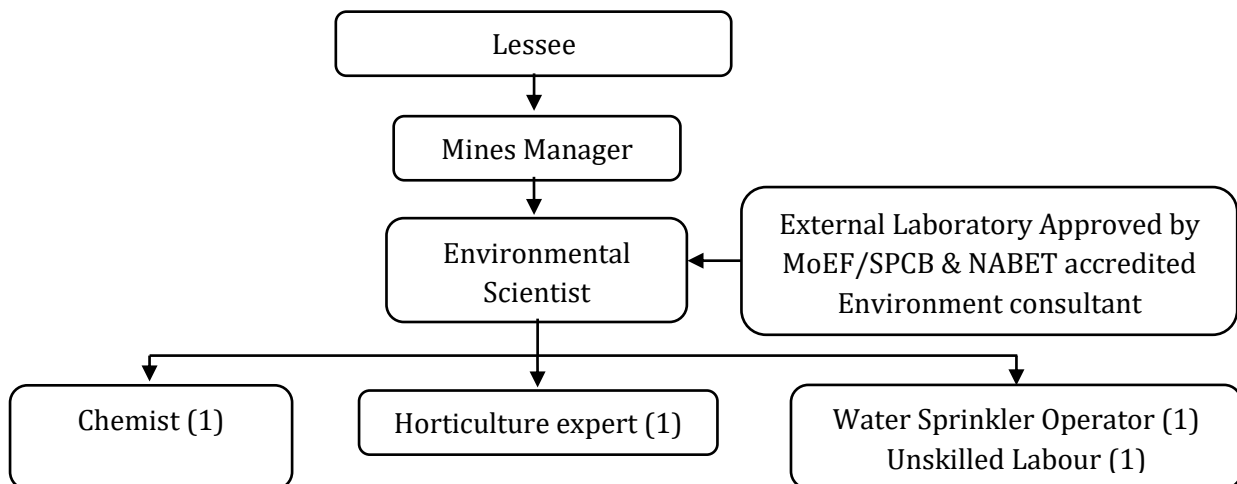 Lessee
Mines Manager
Environmental
Scientist
External Laboratory Approved by
MoEF/SPCB & NABET accredited
Environment consultant
Chemist (1)
Horticulture expert (1)
Water Sprinkler Operator (1)
Unskilled Labour (1)